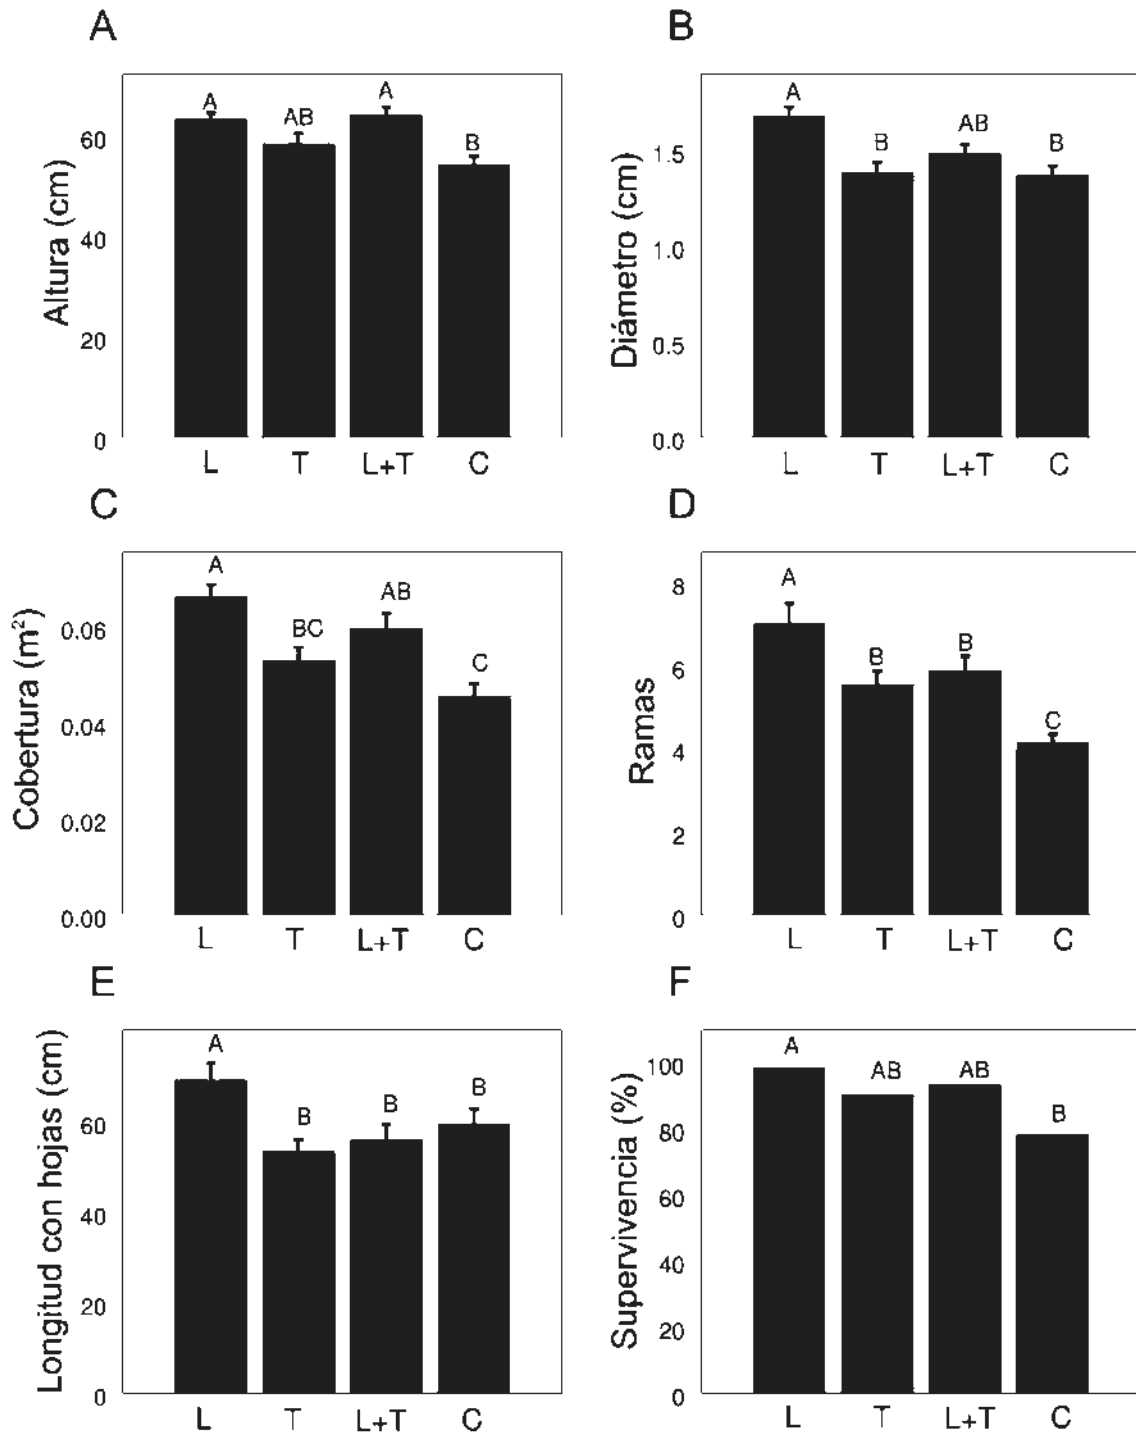 A
Altura (cm)
60
40
20
0
A
AB
A
B
L T L+T C
B
Diámetro (cm)
1.5
1.0
0.5
0.0
A
B
AB
B
L T L+T C
C
Cobertura (m²)
0.06
0.04
0.02
0.00
A
BC
AB
C
L T L+T C
D
Ramas
8
6
4
2
0
A
B
B
C
L T L+T C
E
Longitud con hojas (cm)
60
40
20
0
A
B
B
B
L T L+T C
F
Supervivencia (%)
100
80
60
40
20
0
A
AB
AB
B
L T L+T C